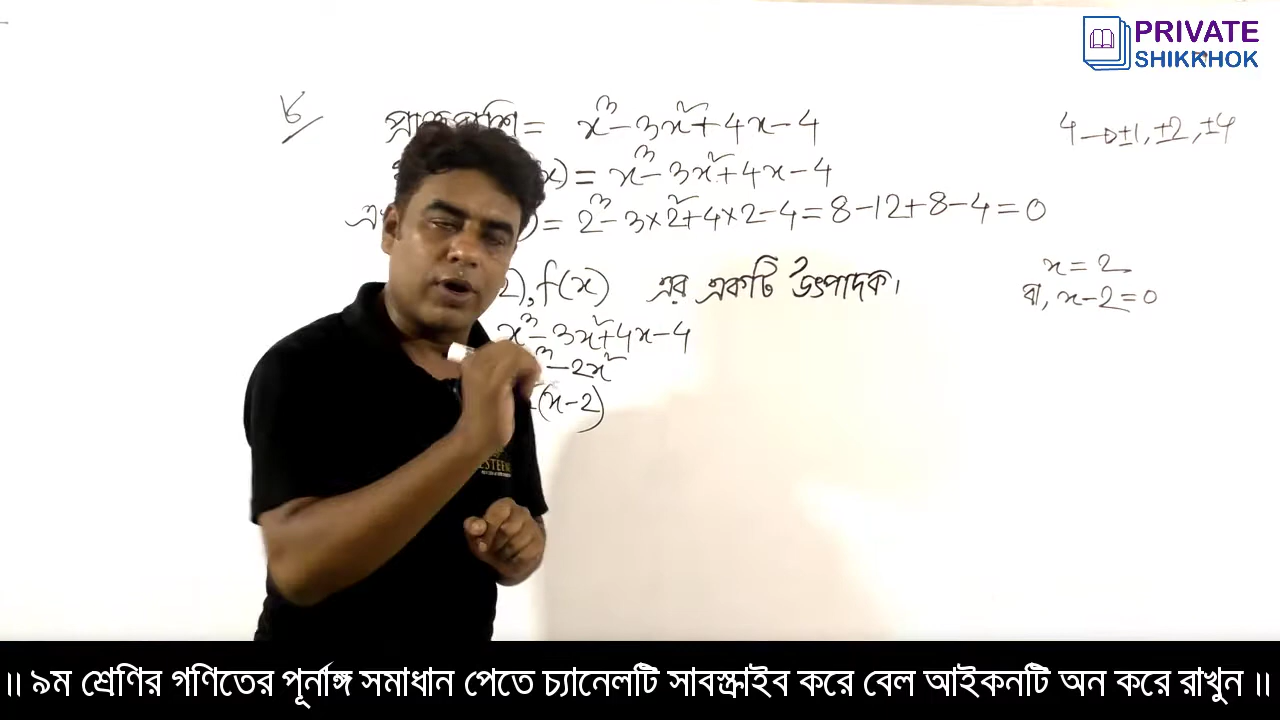 PRIVATE
SHIKKHOK
৮
= x³-3x²+4x-4
4→±1, ±2, ±4
(x) = x³-3x²+4x-4
) = 2³-3×2²+4×2-4=8-12+8-4=0
2), f(x) এর একটি উৎপাদক।
x=2
বা, x-2=0
x³-3x²+4x-4
³-2x²
(x-2)
॥ ৯ম শ্রেণির গণিতের পূর্নাঙ্গ সমাধান পেতে চ্যানেলটি সাবস্ক্রাইব করে বেল আইকনটি অন করে রাখুন ॥